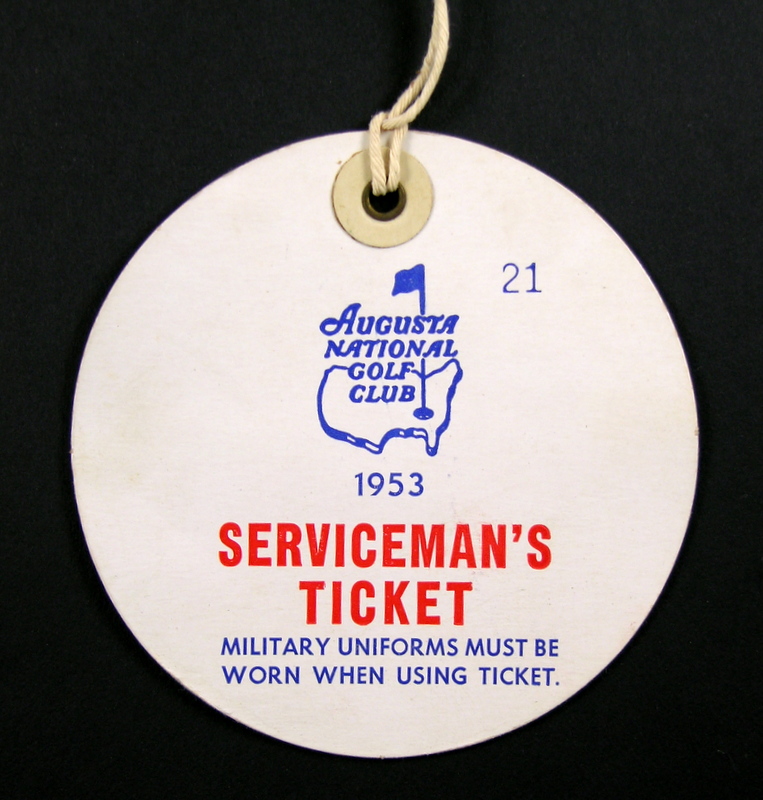 21
AUGUSTA
NATIONAL
GOLF
CLUB
1953
SERVICEMAN'S
TICKET
MILITARY UNIFORMS MUST BE
WORN WHEN USING TICKET.